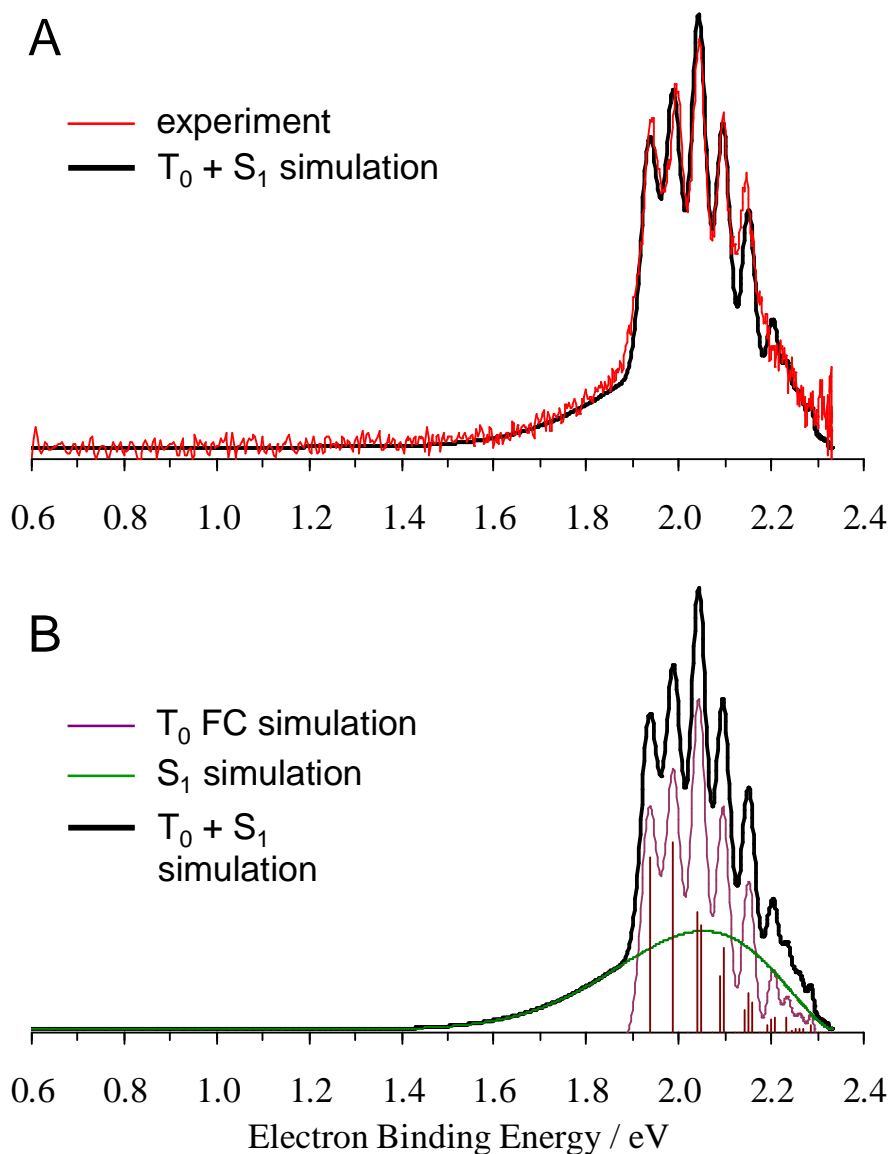 A
experiment
T₀ + S₁ simulation
0.6 0.8 1.0 1.2 1.4 1.6 1.8 2.0 2.2 2.4
B
T₀ FC simulation
S₁ simulation
T₀ + S₁
simulation
0.6 0.8 1.0 1.2 1.4 1.6 1.8 2.0 2.2 2.4
Electron Binding Energy / eV